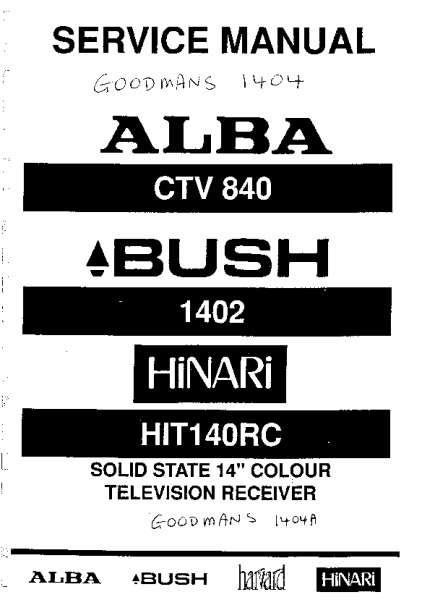 SERVICE MANUAL
GOODMANS 1404
ALBA
CTV 840
BUSH
1402
HiNARi
HIT140RC
SOLID STATE 14" COLOUR
TELEVISION RECEIVER
GOODMANS 1404A
ALBA BUSH harvard HiNARi